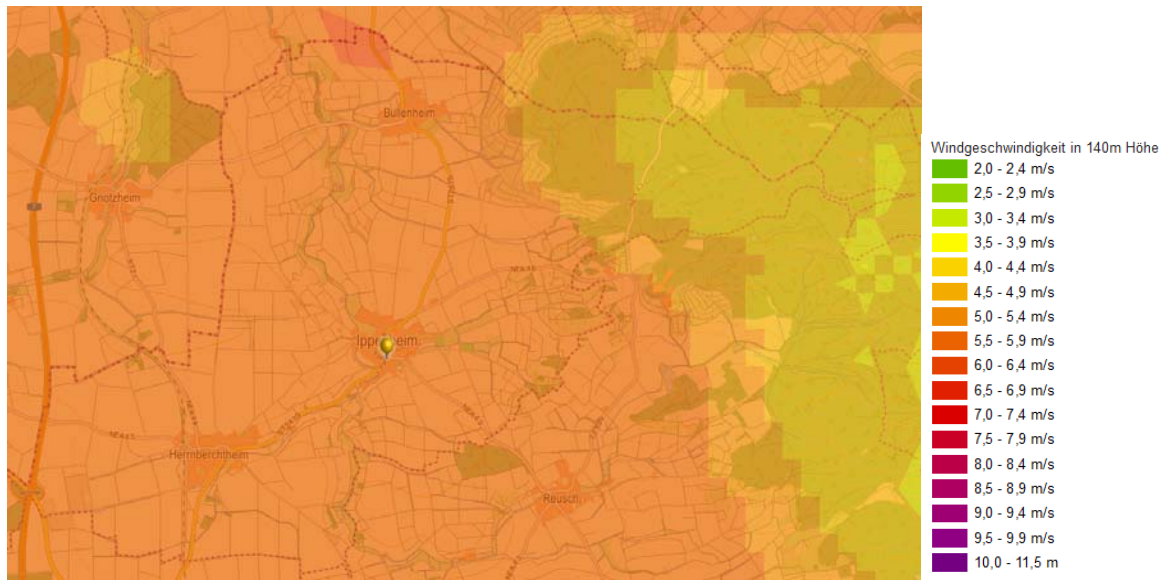 Bullenheim
Gnötzheim
Ippesheim
Herrnberchtheim
Reusch
Windgeschwindigkeit in 140m Höhe
2,0 - 2,4 m/s
2,5 - 2,9 m/s
3,0 - 3,4 m/s
3,5 - 3,9 m/s
4,0 - 4,4 m/s
4,5 - 4,9 m/s
5,0 - 5,4 m/s
5,5 - 5,9 m/s
6,0 - 6,4 m/s
6,5 - 6,9 m/s
7,0 - 7,4 m/s
7,5 - 7,9 m/s
8,0 - 8,4 m/s
8,5 - 8,9 m/s
9,0 - 9,4 m/s
9,5 - 9,9 m/s
10,0 - 11,5 m